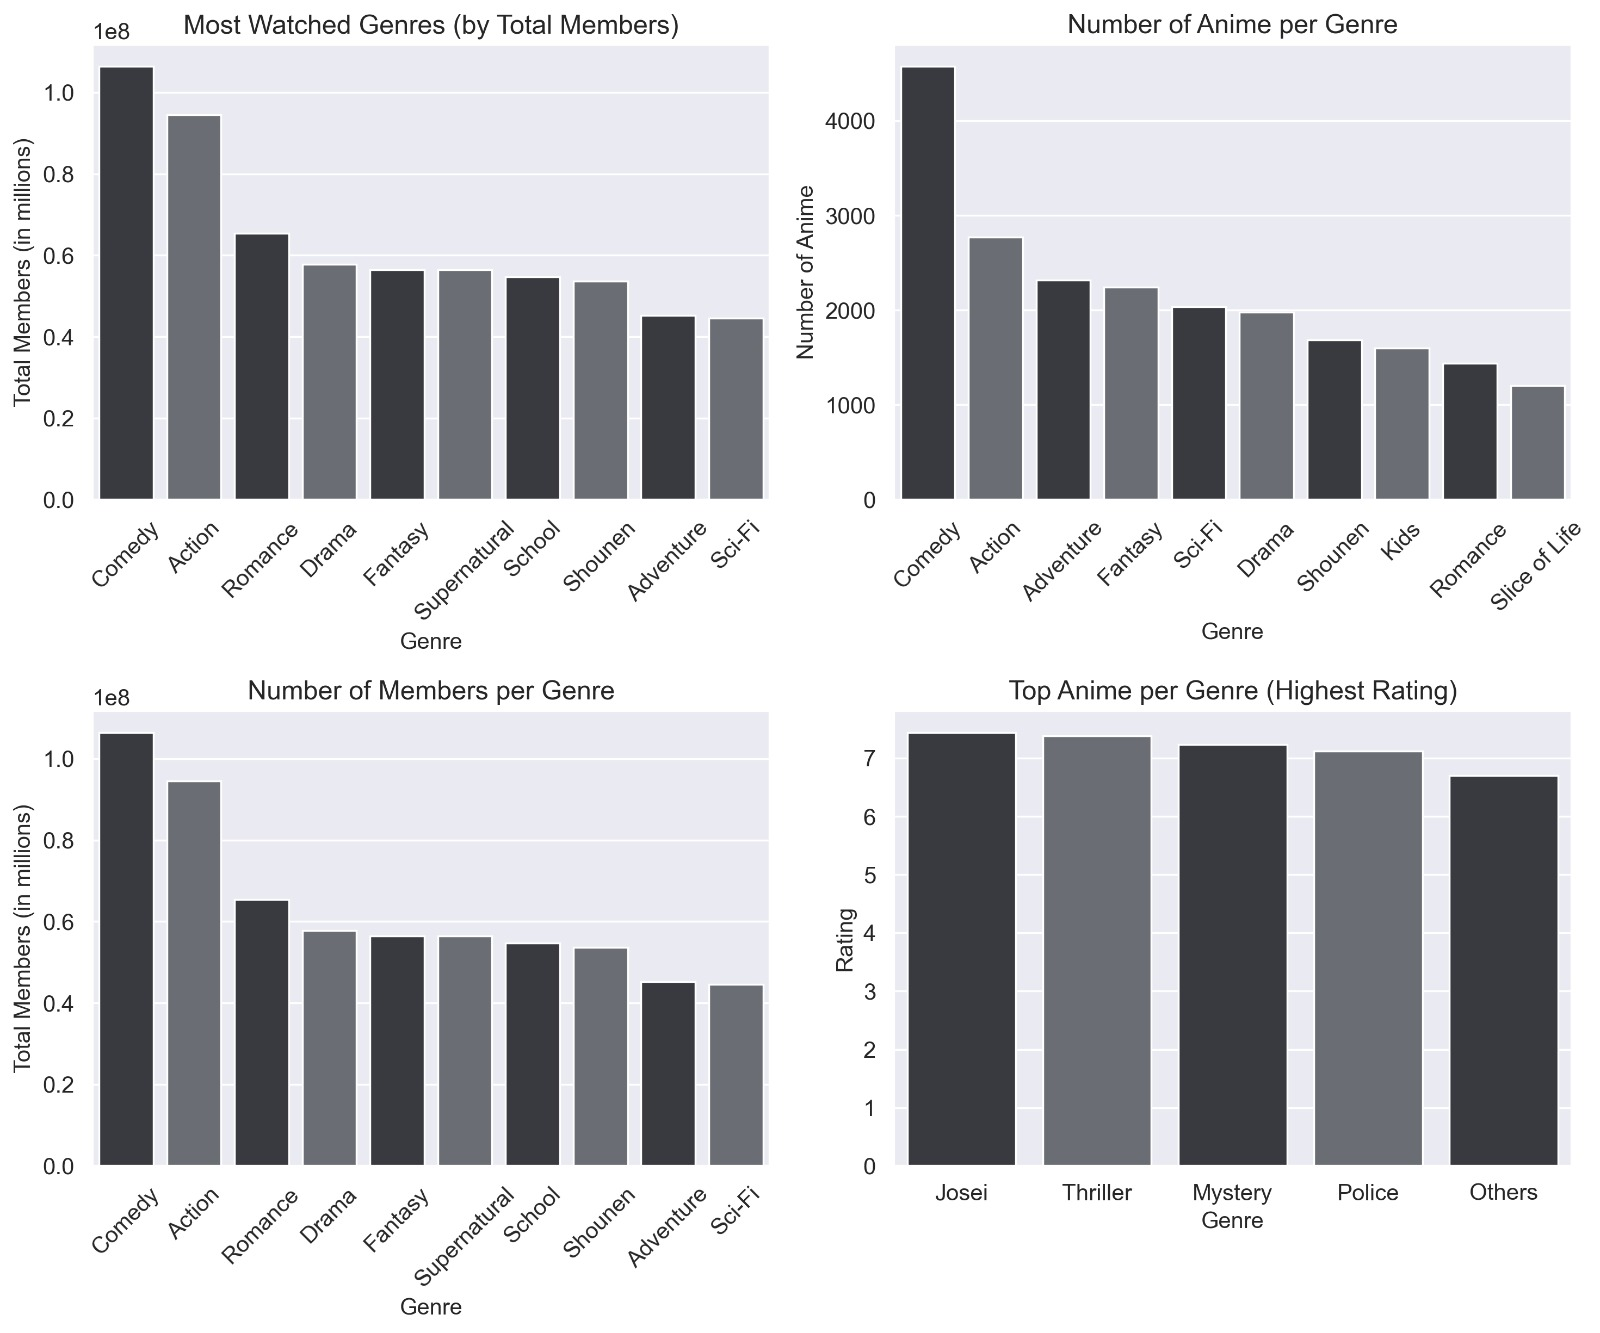 Most Watched Genres (by Total Members)
1e8
Total Members (in millions)
1.0
0.8
0.6
0.4
0.2
0.0
Comedy
Action
Romance
Drama
Fantasy
Supernatural
School
Shounen
Adventure
Sci-Fi
Genre
Number of Anime per Genre
Number of Anime
4000
3000
2000
1000
0
Comedy
Action
Adventure
Fantasy
Sci-Fi
Drama
Shounen
Kids
Romance
Slice of Life
Genre
Number of Members per Genre
1e8
Total Members (in millions)
1.0
0.8
0.6
0.4
0.2
0.0
Comedy
Action
Romance
Drama
Fantasy
Supernatural
School
Shounen
Adventure
Sci-Fi
Genre
Top Anime per Genre (Highest Rating)
Rating
7
6
5
4
3
2
1
0
Josei
Thriller
Mystery
Police
Others
Genre